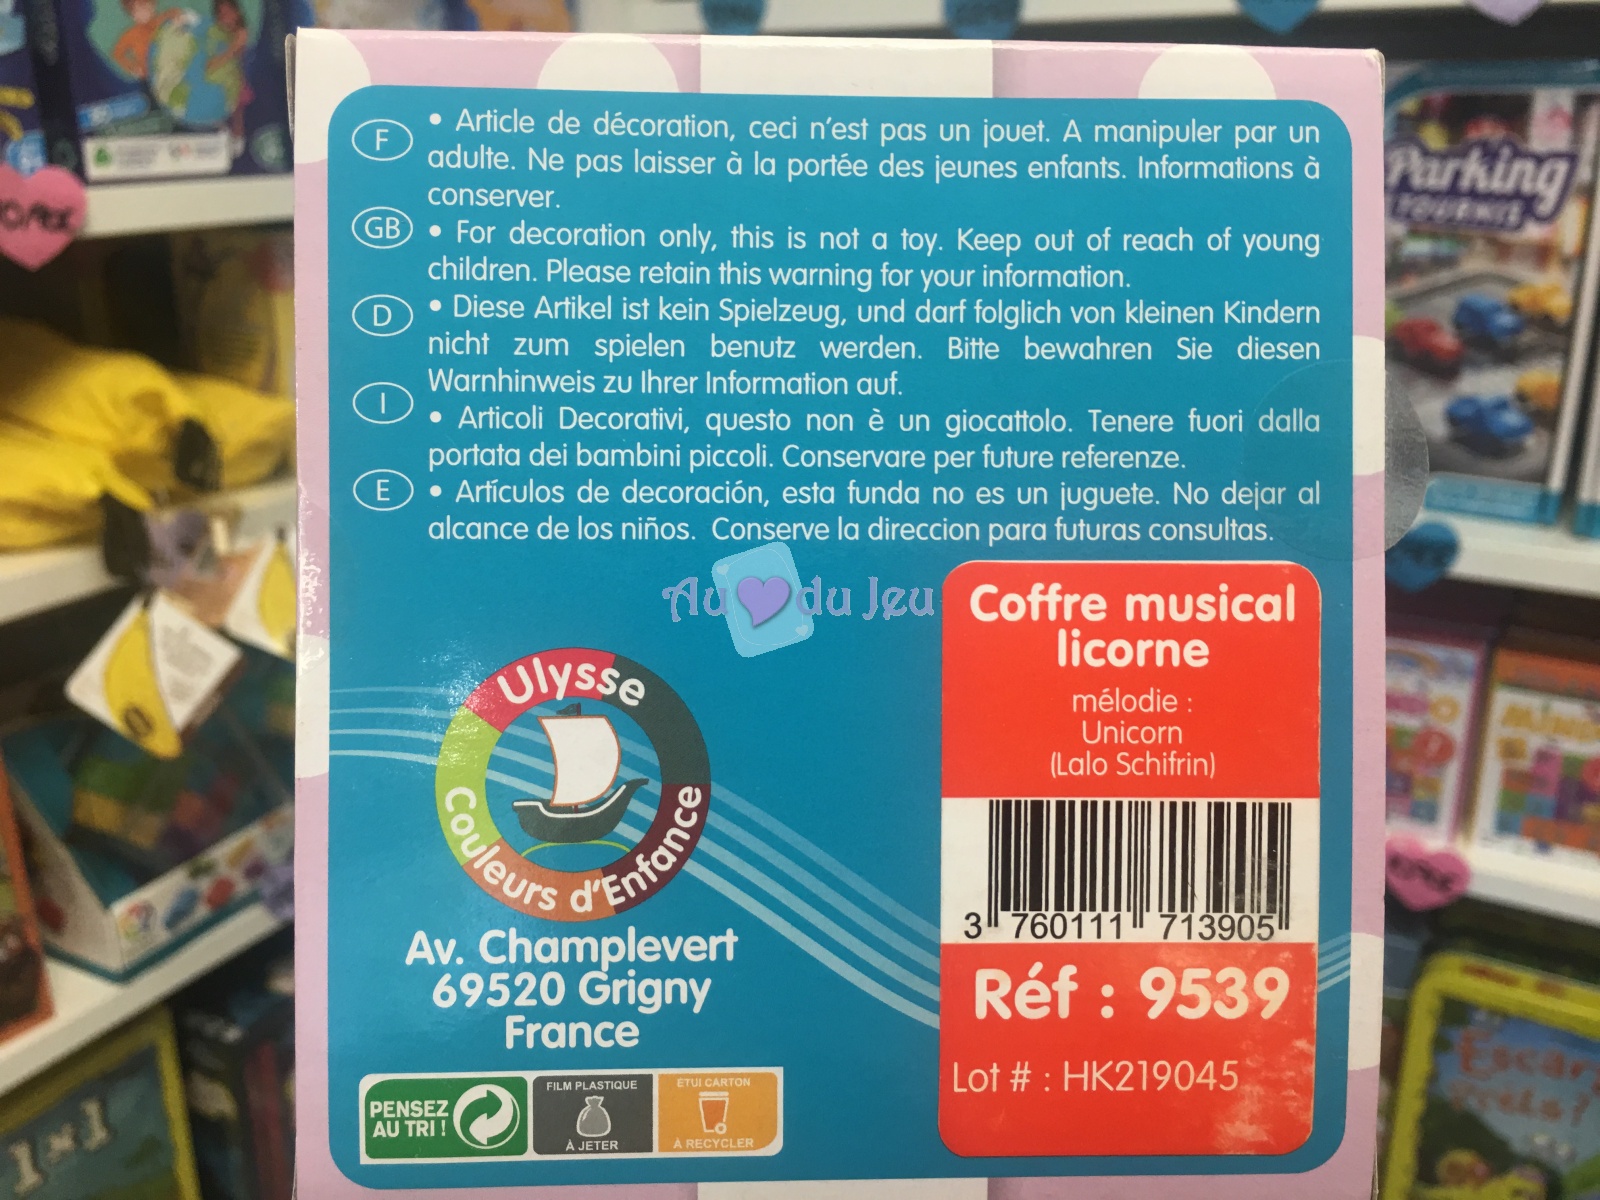 F
• Article de décoration, ceci n'est pas un jouet. A manipuler par un
adulte. Ne pas laisser à la portée des jeunes enfants. Informations à
conserver.
GB
• For decoration only, this is not a toy. Keep out of reach of young
children. Please retain this warning for your information.
D
• Diese Artikel ist kein Spielzeug, und darf folglich von kleinen Kindern
nicht zum spielen benutz werden. Bitte bewahren Sie diesen
Warnhinweis zu Ihrer Information auf.
I
• Articoli Decorativi, questo non è un giocattolo. Tenere fuori dalla
portata dei bambini piccoli. Conservare per future referenze.
E
• Artículos de decoración, esta funda no es un juguete. No dejar al
alcance de los niños. Conserve la direccion para futuras consultas.
Au du Jeu
Coffre musical
licorne
mélodie :
Unicorn
(Lalo Schifrin)
3 760111 713905
Réf : 9539
Lot # : HK219045
Ulysse
Couleurs d'Enfance
Av. Champlevert
69520 Grigny
France
PENSEZ
AU TRI !
FILM PLASTIQUE
À JETER
ÉTUI CARTON
À RECYCLER
Parking
TOURNIS